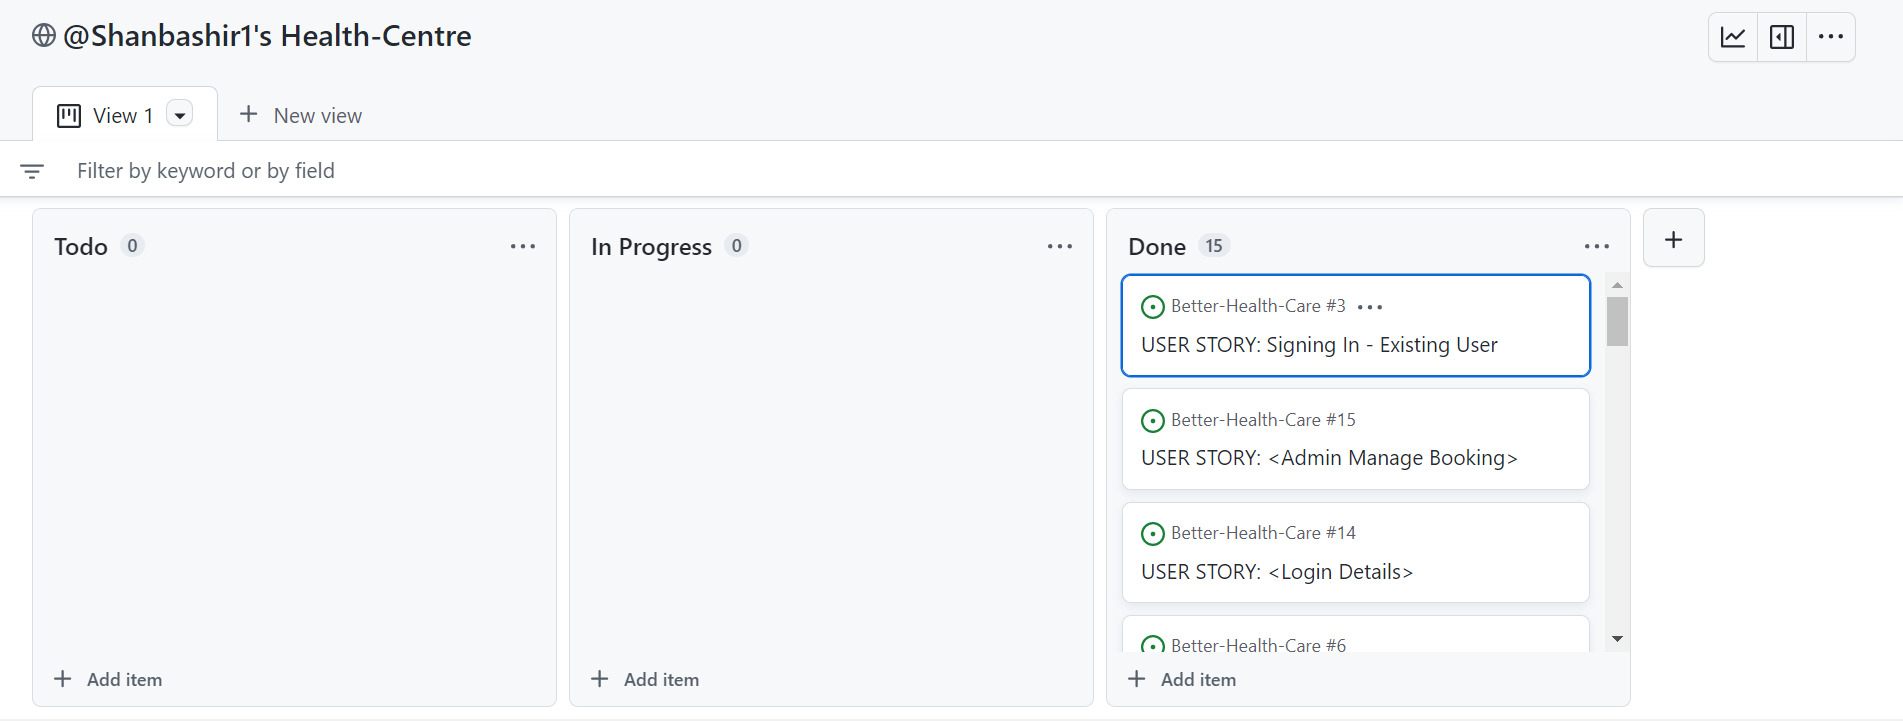 @Shanbashir1's Health-Centre
View 1
New view
Filter by keyword or by field
Todo 0
Add item
In Progress 0
Add item
Done 15
Better-Health-Care #3
USER STORY: Signing In - Existing User
Better-Health-Care #15
USER STORY: <Admin Manage Booking>
Better-Health-Care #14
USER STORY: <Login Details>
Better-Health-Care #6
Add item